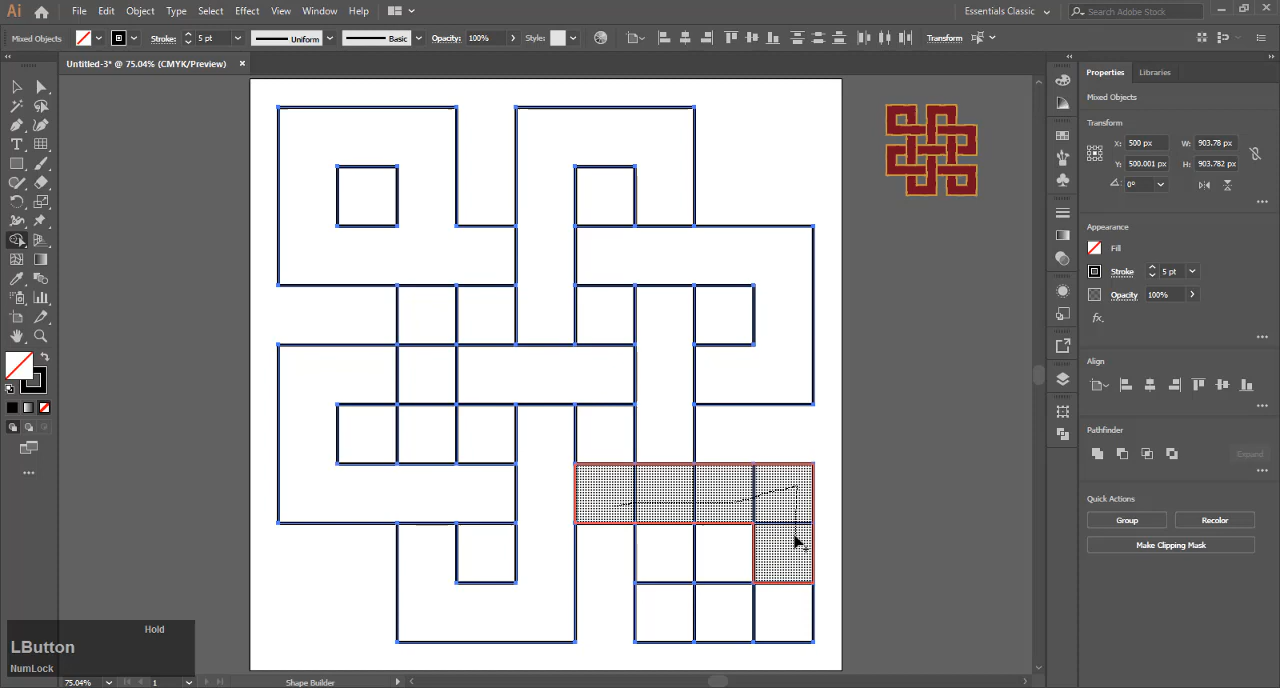 Ai File Edit Object Type Select Effect View Window Help Essentials Classic Search Adobe Stock
Mixed Objects Stroke: 5 pt Uniform Basic Opacity: 100% Style: Transform
Untitled-3* @ 75.04% (CMYK/Preview) ×
Properties Libraries
Mixed Objects
Transform
X: 500 px W: 903.78 px
Y: 500.001 px H: 903.782 px
0°
Appearance
Fill
Stroke 5 pt
Opacity 100%
fx.
Align
Pathfinder
Expand
Quick Actions
Group Recolor
Make Clipping Mask
Hold
LButton
NumLock
75.04% 1 Shape Builder